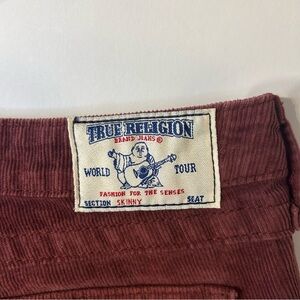 TRUE RELIGION
BRAND JEANS®
WORLD TOUR
FASHION FOR THE SENSES
SECTION SKINNY SEAT